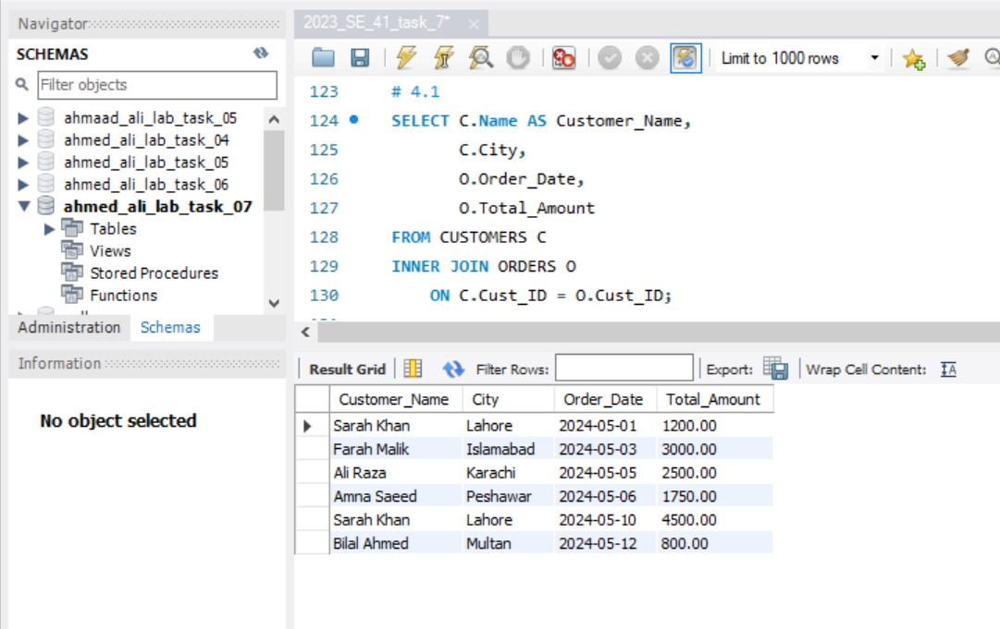 Navigator
SCHEMAS
Filter objects
ahmaad_ali_lab_task_05
ahmed_ali_lab_task_04
ahmed_ali_lab_task_05
ahmed_ali_lab_task_06
ahmed_ali_lab_task_07
Tables
Views
Stored Procedures
Functions
Administration Schemas
Information
No object selected
2023_SE_41_task_7*
Limit to 1000 rows
123 # 4.1
124 SELECT C.Name AS Customer_Name,
125 C.City,
126 O.Order_Date,
127 O.Total_Amount
128 FROM CUSTOMERS C
129 INNER JOIN ORDERS O
130 ON C.Cust_ID = O.Cust_ID;
Result Grid Filter Rows: Export: Wrap Cell Content: IA
Customer_Name City Order_Date Total_Amount
Sarah Khan Lahore 2024-05-01 1200.00
Farah Malik Islamabad 2024-05-03 3000.00
Ali Raza Karachi 2024-05-05 2500.00
Amna Saeed Peshawar 2024-05-06 1750.00
Sarah Khan Lahore 2024-05-10 4500.00
Bilal Ahmed Multan 2024-05-12 800.00